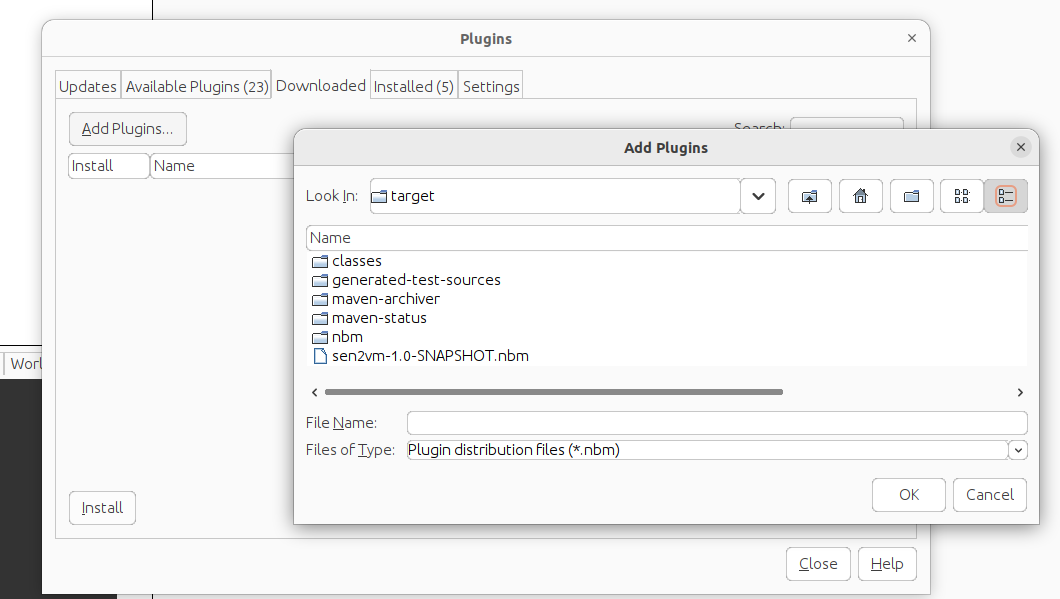 Plugins
Updates Available Plugins (23) Downloaded Installed (5) Settings
Add Plugins...
Search:
Install Name
Add Plugins
Look In: target
Name
classes
generated-test-sources
maven-archiver
maven-status
nbm
sen2vm-1.0-SNAPSHOT.nbm
File Name:
Files of Type: Plugin distribution files (*.nbm)
OK Cancel
Install
Close Help
Worl